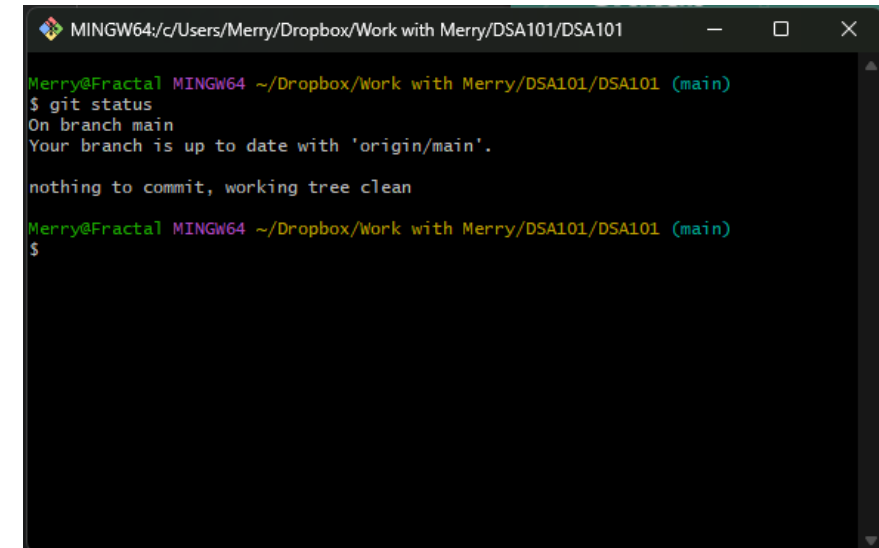 MINGW64:/c/Users/Merry/Dropbox/Work with Merry/DSA101/DSA101
Merry@Fractal MINGW64 ~/Dropbox/Work with Merry/DSA101/DSA101 (main)
$ git status
On branch main
Your branch is up to date with 'origin/main'.
nothing to commit, working tree clean
Merry@Fractal MINGW64 ~/Dropbox/Work with Merry/DSA101/DSA101 (main)
$